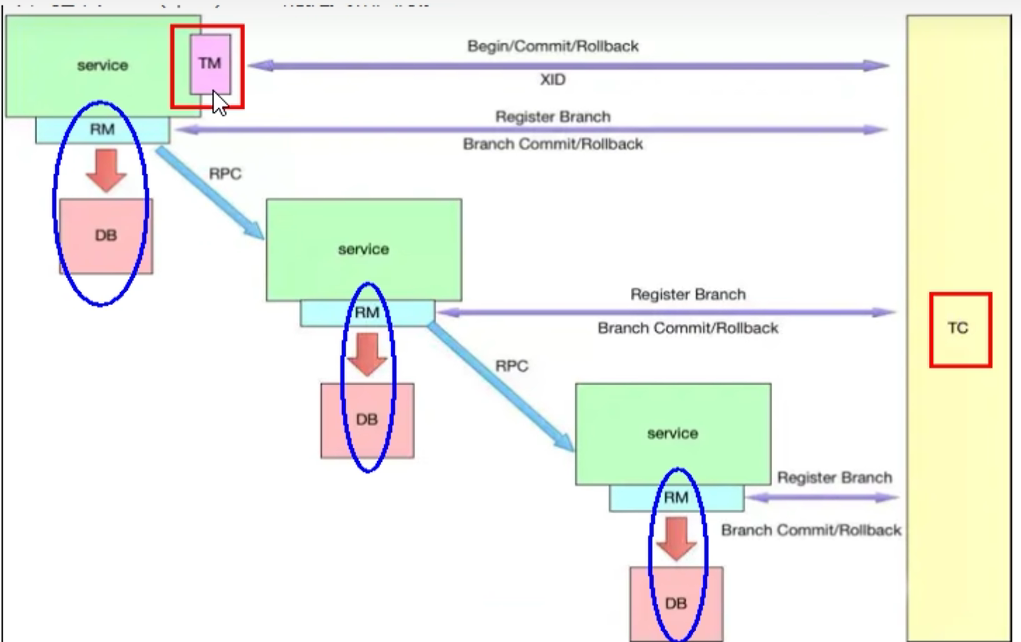 service
TM
Begin/Commit/Rollback
XID
RM
Register Branch
Branch Commit/Rollback
RPC
DB
service
RM
Register Branch
Branch Commit/Rollback
TC
RPC
DB
service
RM
Register Branch
Branch Commit/Rollback
DB